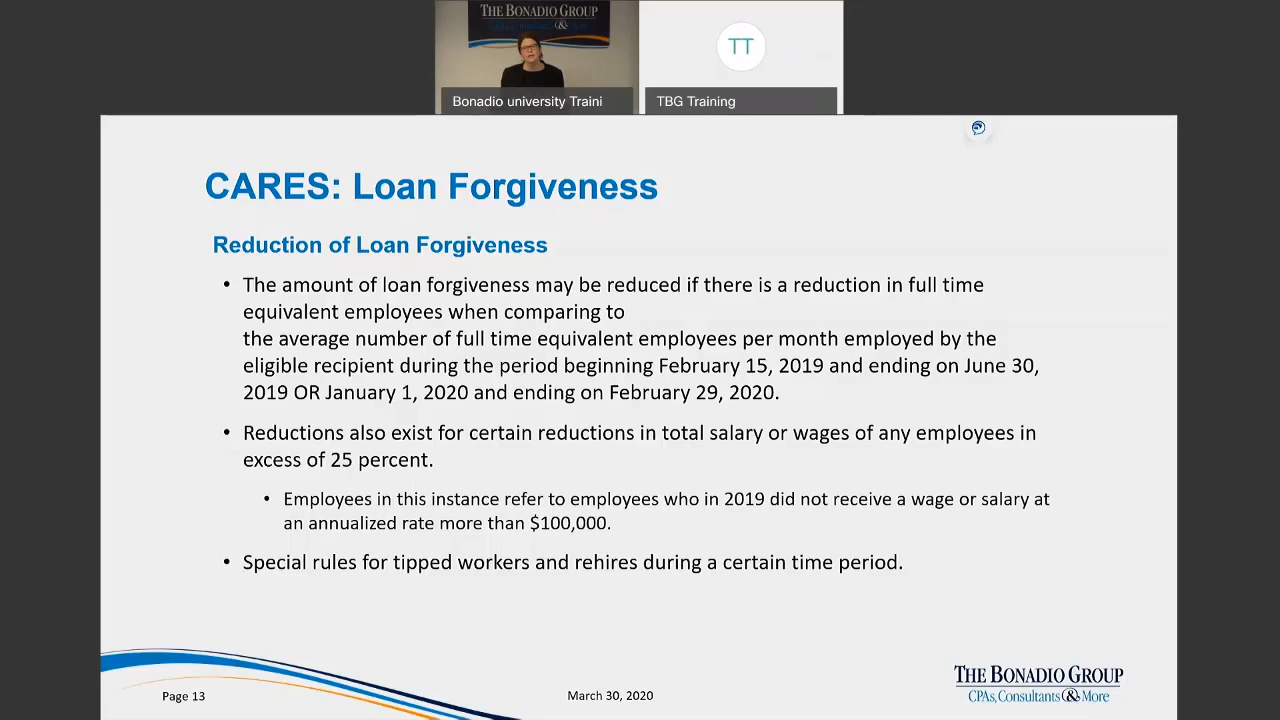 THE BONADIO GROUP
Bonadio university Traini
TT
TBG Training
CARES: Loan Forgiveness
Reduction of Loan Forgiveness
• The amount of loan forgiveness may be reduced if there is a reduction in full time
equivalent employees when comparing to
the average number of full time equivalent employees per month employed by the
eligible recipient during the period beginning February 15, 2019 and ending on June 30,
2019 OR January 1, 2020 and ending on February 29, 2020.
• Reductions also exist for certain reductions in total salary or wages of any employees in
excess of 25 percent.
• Employees in this instance refer to employees who in 2019 did not receive a wage or salary at
an annualized rate more than $100,000.
• Special rules for tipped workers and rehires during a certain time period.
Page 13
March 30, 2020
THE BONADIO GROUP
CPAs, Consultants & More